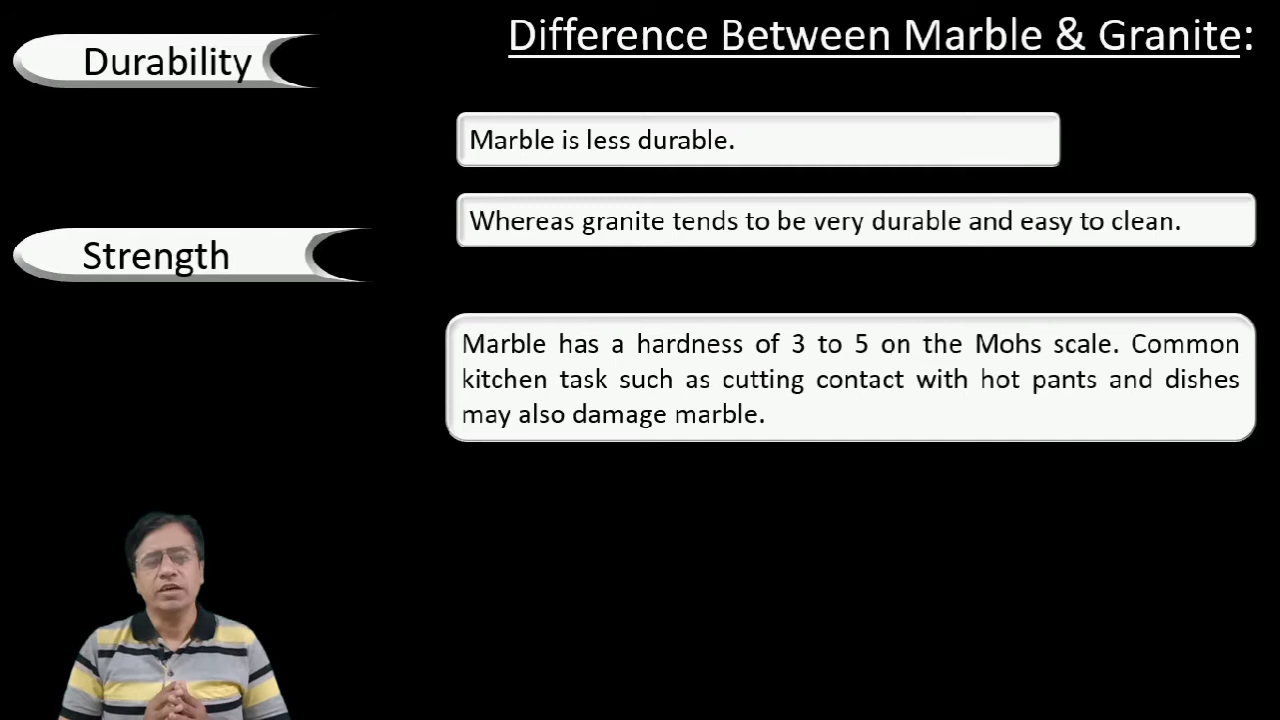 Difference Between Marble & Granite:
Durability
Marble is less durable.
Whereas granite tends to be very durable and easy to clean.
Strength
Marble has a hardness of 3 to 5 on the Mohs scale. Common
kitchen task such as cutting contact with hot pants and dishes
may also damage marble.